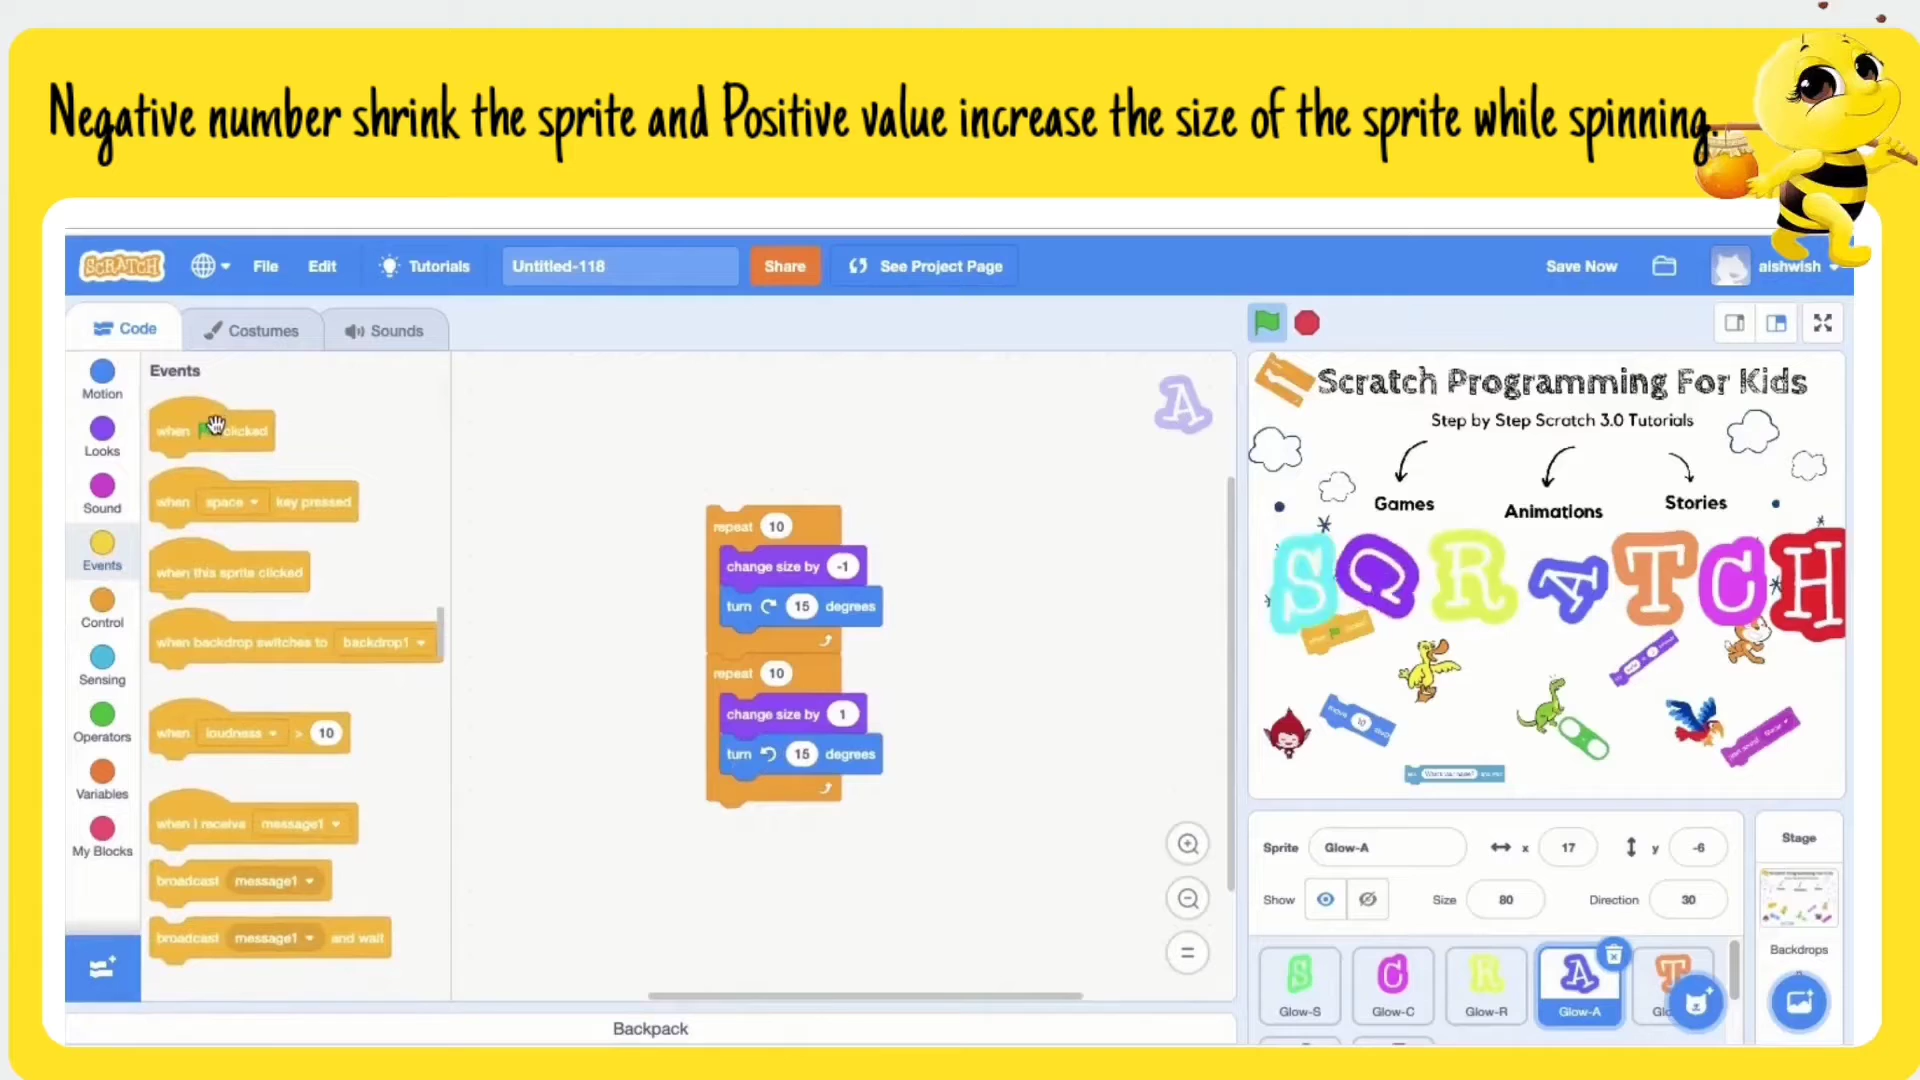 Negative number shrink the sprite and Positive value increase the size of the sprite while spinning.
SCRATCH
File
Edit
Tutorials
Untitled-118
Share
See Project Page
Save Now
aishwish
Code
Costumes
Sounds
Motion
Looks
Sound
Events
Control
Sensing
Operators
Variables
My Blocks
Events
when clicked
when space key pressed
when this sprite clicked
when backdrop switches to backdrop1
when loudness > 10
when I receive message1
broadcast message1
broadcast message1 and wait
A
repeat 10
change size by -1
turn 15 degrees
repeat 10
change size by 1
turn 15 degrees
Backpack
Scratch Programming For Kids
Step by Step Scratch 3.0 Tutorials
Games
Animations
Stories
SCRATCH
Sprite
Glow-A
x
17
y
-6
Show
Size
80
Direction
30
Stage
Backdrops
S
C
R
A
T
Glow-S
Glow-C
Glow-R
Glow-A